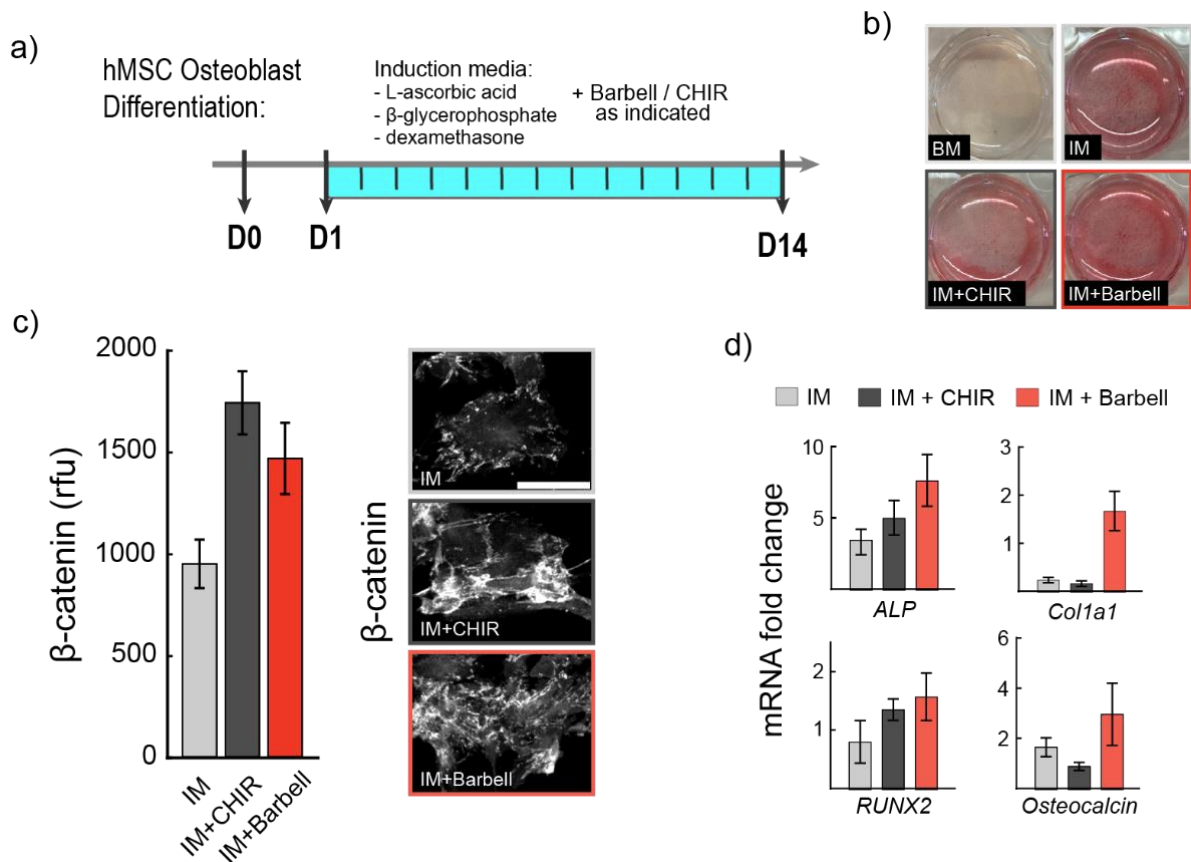 a)
hMSC Osteoblast
Differentiation:
Induction media:
- L-ascorbic acid
- β-glycerophosphate
- dexamethasone
+ Barbell / CHIR
as indicated
D0
D1
D14
b)
BM
IM
IM+CHIR
IM+Barbell
c)
β-catenin (rfu)
2000
1500
1000
500
0
IM
IM+CHIR
IM+Barbell
β-catenin
IM
IM+CHIR
IM+Barbell
d)
IM
IM + CHIR
IM + Barbell
mRNA fold change
10
5
ALP
3
2
1
Col1a1
2
1
RUNX2
6
4
2
Osteocalcin